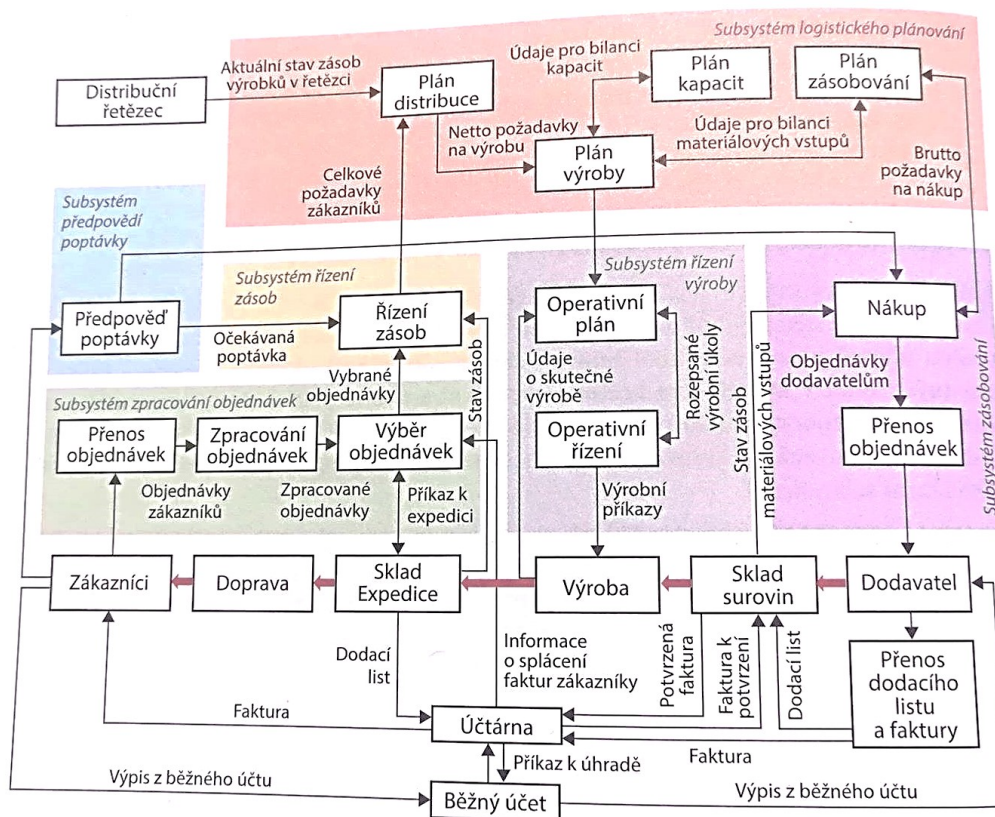 Subsystém logistického plánování
Aktuální stav zásob
výrobků v řetězci
Distribuční
řetězec
Plán
distribuce
Údaje pro bilanci
kapacit
Plán
kapacit
Plán
zásobování
Netto požadavky
na výrobu
Plán
výroby
Údaje pro bilanci
materiálových vstupů
Brutto
požadavky
na nákup
Celkové
požadavky
zákazníků
Subsystém
předpovědí
poptávky
Subsystém řízení
zásob
Subsystém řízení
výroby
Předpověď
poptávky
Očekávaná
poptávka
Řízení
zásob
Operativní
plán
Nákup
Vybrané
objednávky
Stav zásob
Údaje
o skutečné
výrobě
Rozepsané
výrobní úkoly
Stav zásob
materiálových vstupů
Objednávky
dodavatelům
Subsystém zásobování
Subsystém zpracování objednávek
Přenos
objednávek
Zpracování
objednávek
Výběr
objednávek
Operativní
řízení
Přenos
objednávek
Objednávky
zákazníků
Zpracované
objednávky
Příkaz k
expedici
Výrobní
příkazy
Zákazníci
Doprava
Sklad
Expedice
Výroba
Sklad
surovin
Dodavatel
Dodací
list
Informace
o splácení
faktur zákazníky
Potvrzená
faktura
Faktura k
potvrzení
Dodací list
Přenos
dodacího
listu
a faktury
Faktura
Účtárna
Faktura
Příkaz k úhradě
Výpis z běžného účtu
Běžný účet
Výpis z běžného účtu